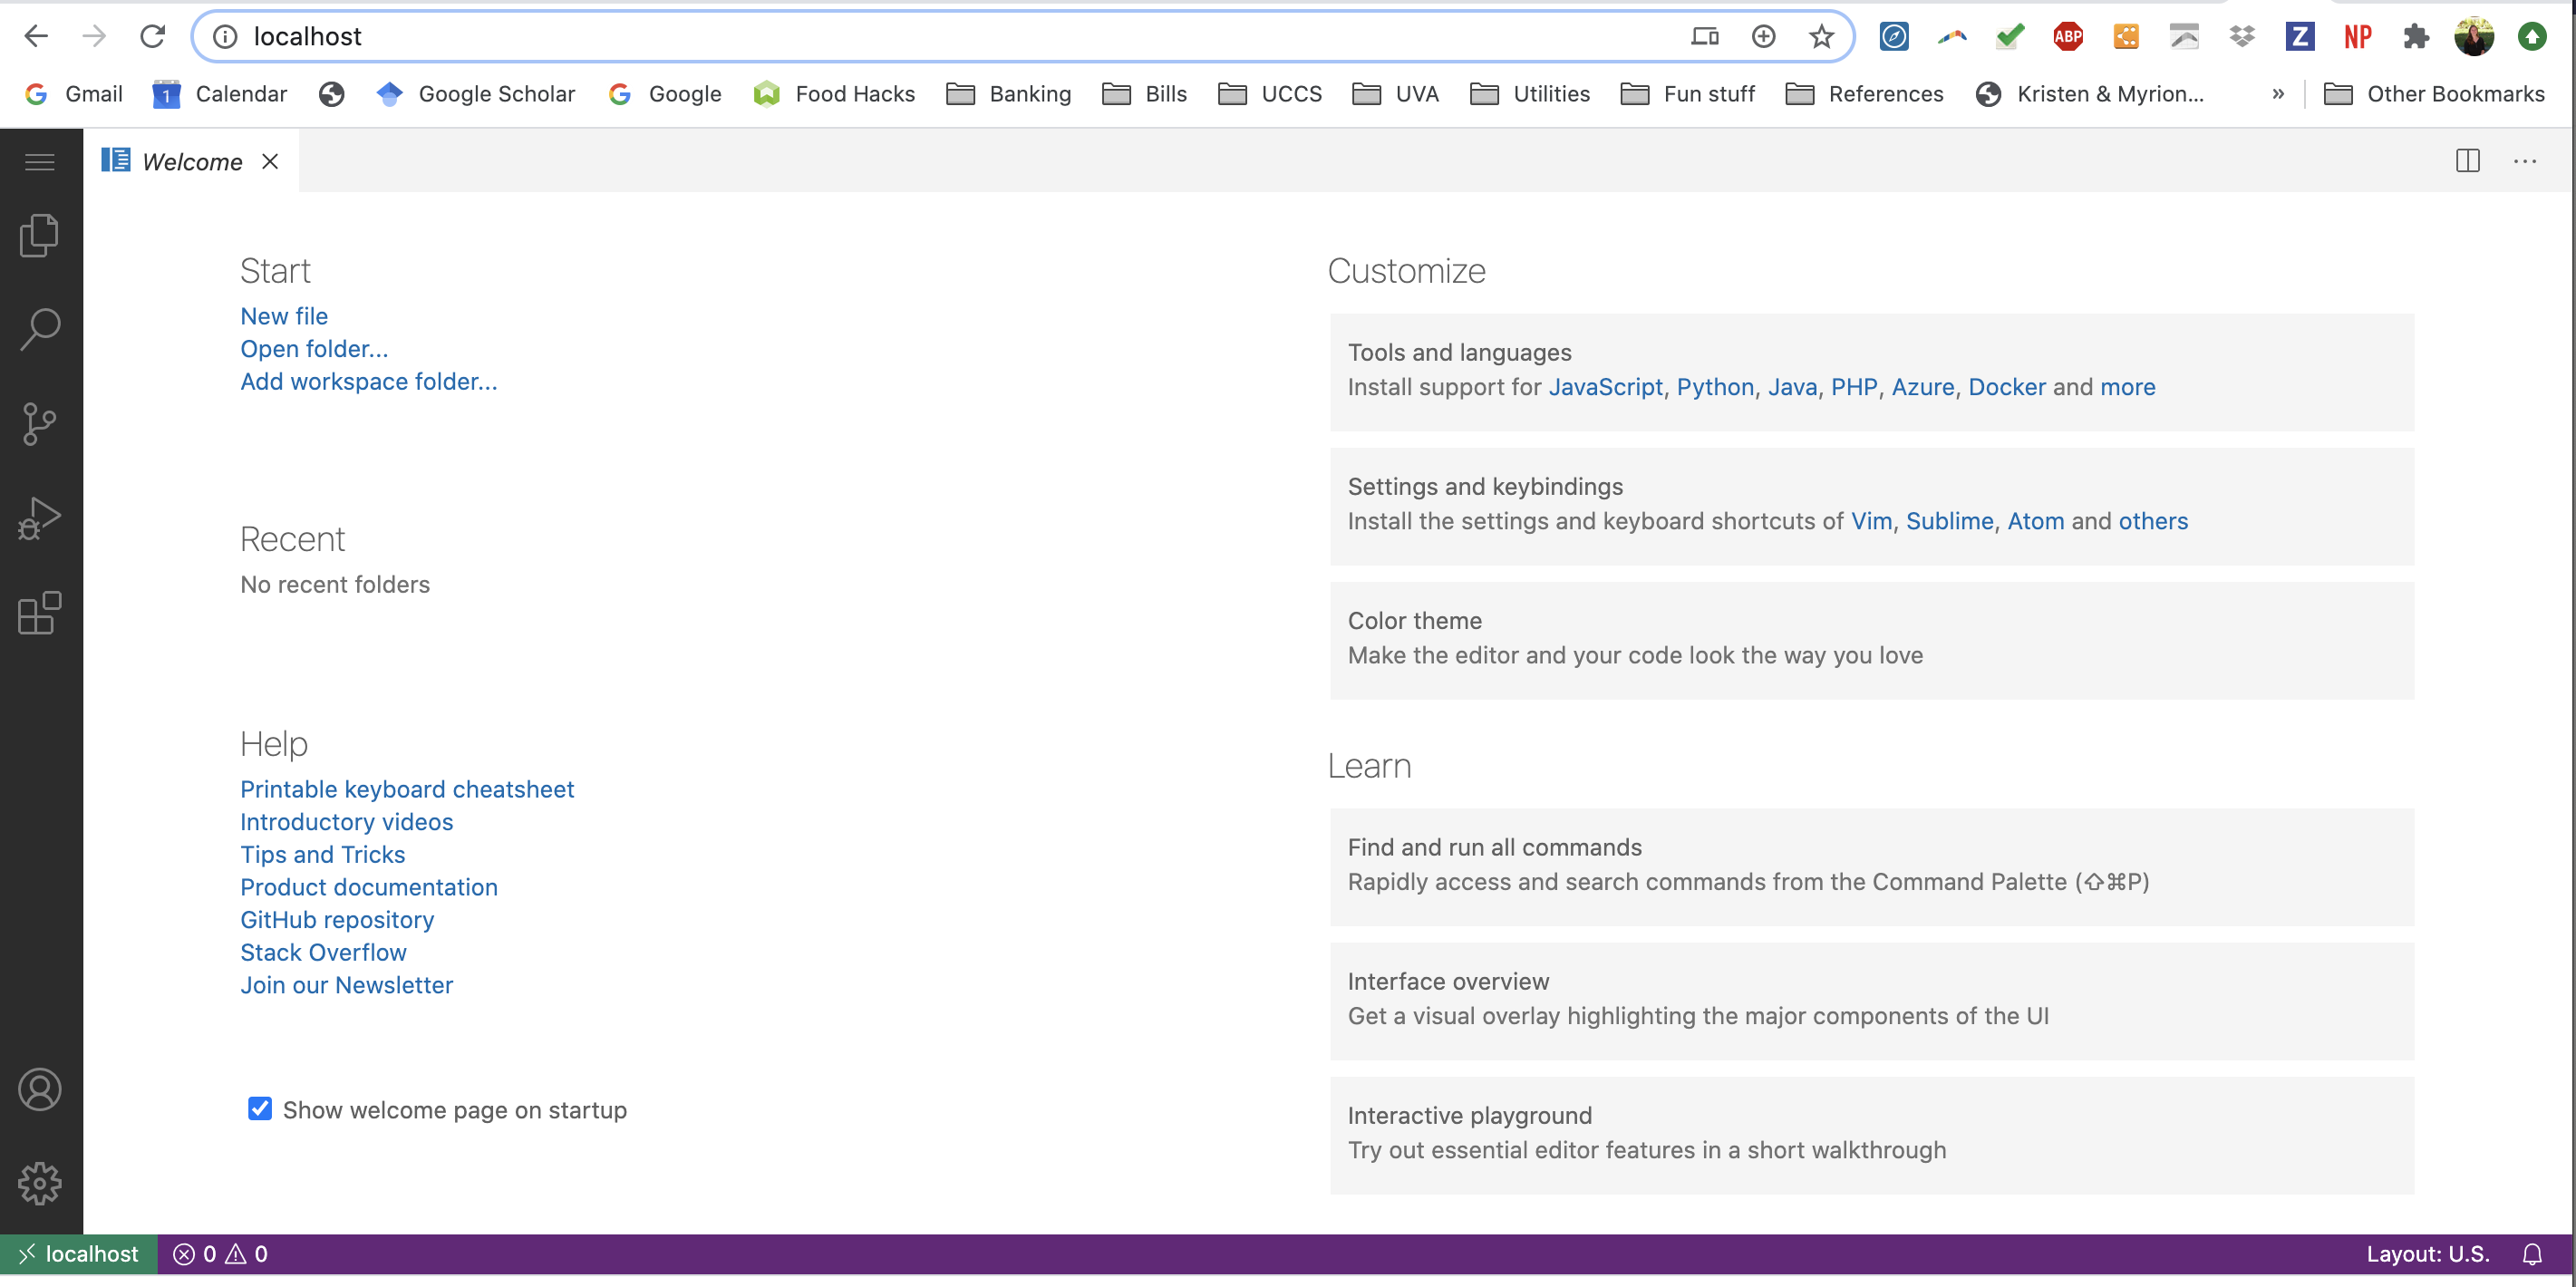 localhost
ABP
Z
NP
Gmail
1
Calendar
Google Scholar
Google
Food Hacks
Banking
Bills
UCCS
UVA
Utilities
Fun stuff
References
Kristen & Myrion...
»
Other Bookmarks
Welcome
Start
New file
Open folder...
Add workspace folder...
Recent
No recent folders
Help
Printable keyboard cheatsheet
Introductory videos
Tips and Tricks
Product documentation
GitHub repository
Stack Overflow
Join our Newsletter
Show welcome page on startup
Customize
Tools and languages
Install support for JavaScript, Python, Java, PHP, Azure, Docker and more
Settings and keybindings
Install the settings and keyboard shortcuts of Vim, Sublime, Atom and others
Color theme
Make the editor and your code look the way you love
Learn
Find and run all commands
Rapidly access and search commands from the Command Palette (⇧⌘P)
Interface overview
Get a visual overlay highlighting the major components of the UI
Interactive playground
Try out essential editor features in a short walkthrough
localhost
0
0
Layout: U.S.